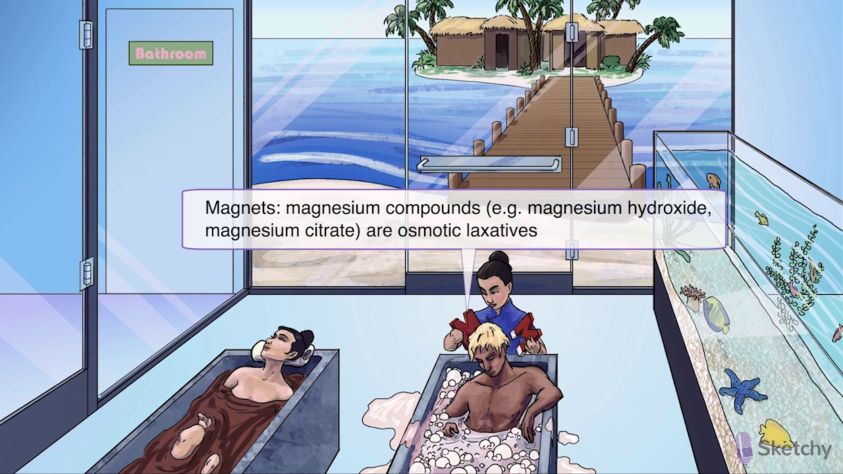 Bathroom
Magnets: magnesium compounds (e.g. magnesium hydroxide,
magnesium citrate) are osmotic laxatives
Sketchy